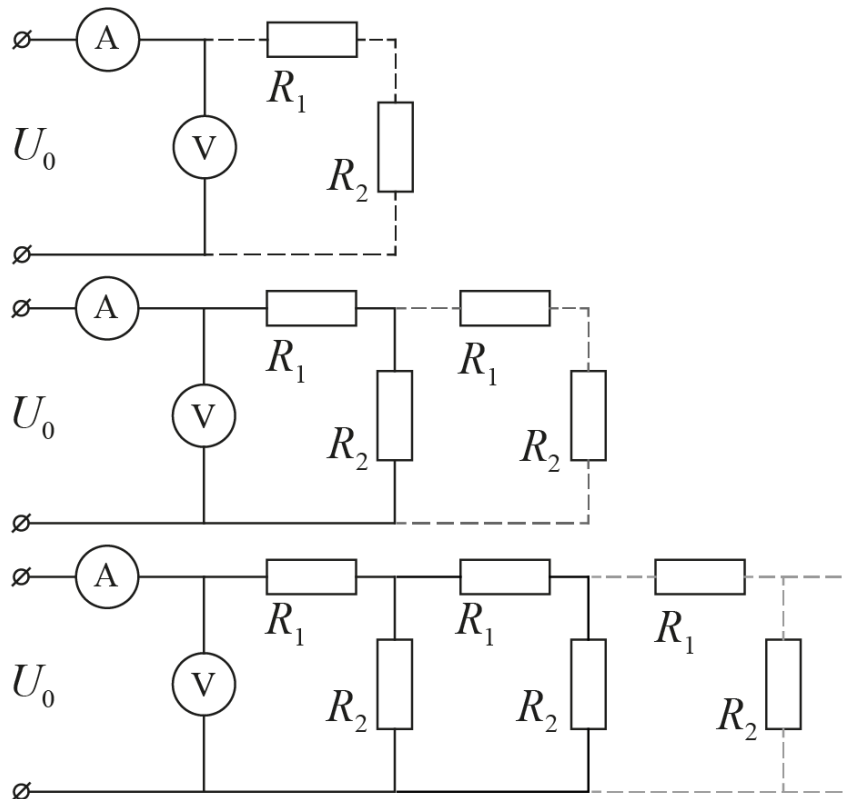 A
R₁
U₀ V
R₂
A
R₁ R₁
U₀ V
R₂ R₂
A
R₁ R₁ R₁
U₀ V
R₂ R₂ R₂